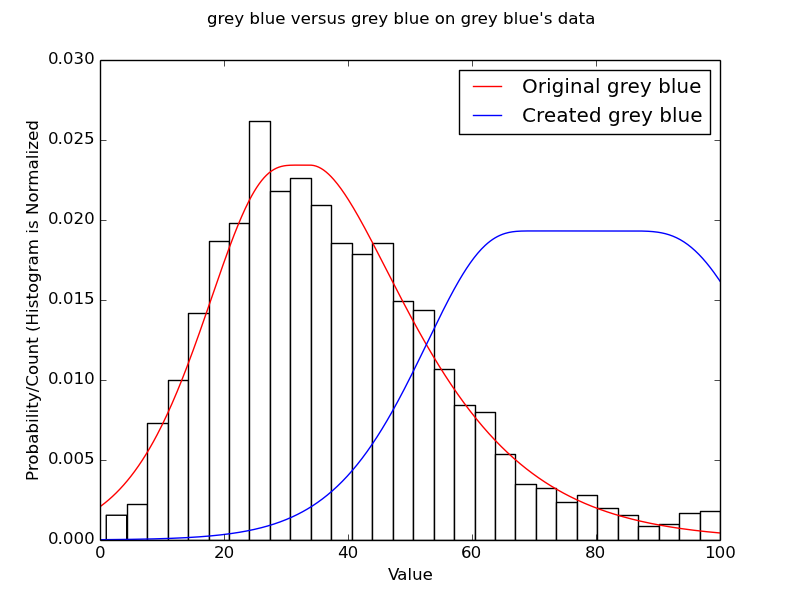 grey blue versus grey blue on grey blue's data
Original grey blue
Created grey blue
0.030
0.025
0.020
0.015
0.010
0.005
0.000
0 20 40 60 80 100
Value
Probability/Count (Histogram is Normalized